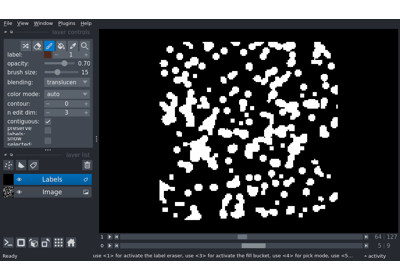 File View Plugins Window Help
layer controls
label: 1
opacity: 0.70
brush size: 15
blending: translucen
color mode: auto
contour: 0
n edit dim: 3
contiguous: ✓
preserve labels:
show selected:
layer list
Labels
Image
1 64 127
0 5 9
Ready
use <1> for activate the label eraser, use <3> for activate the fill bucket, use <4> for pick mode, use <5...
activity